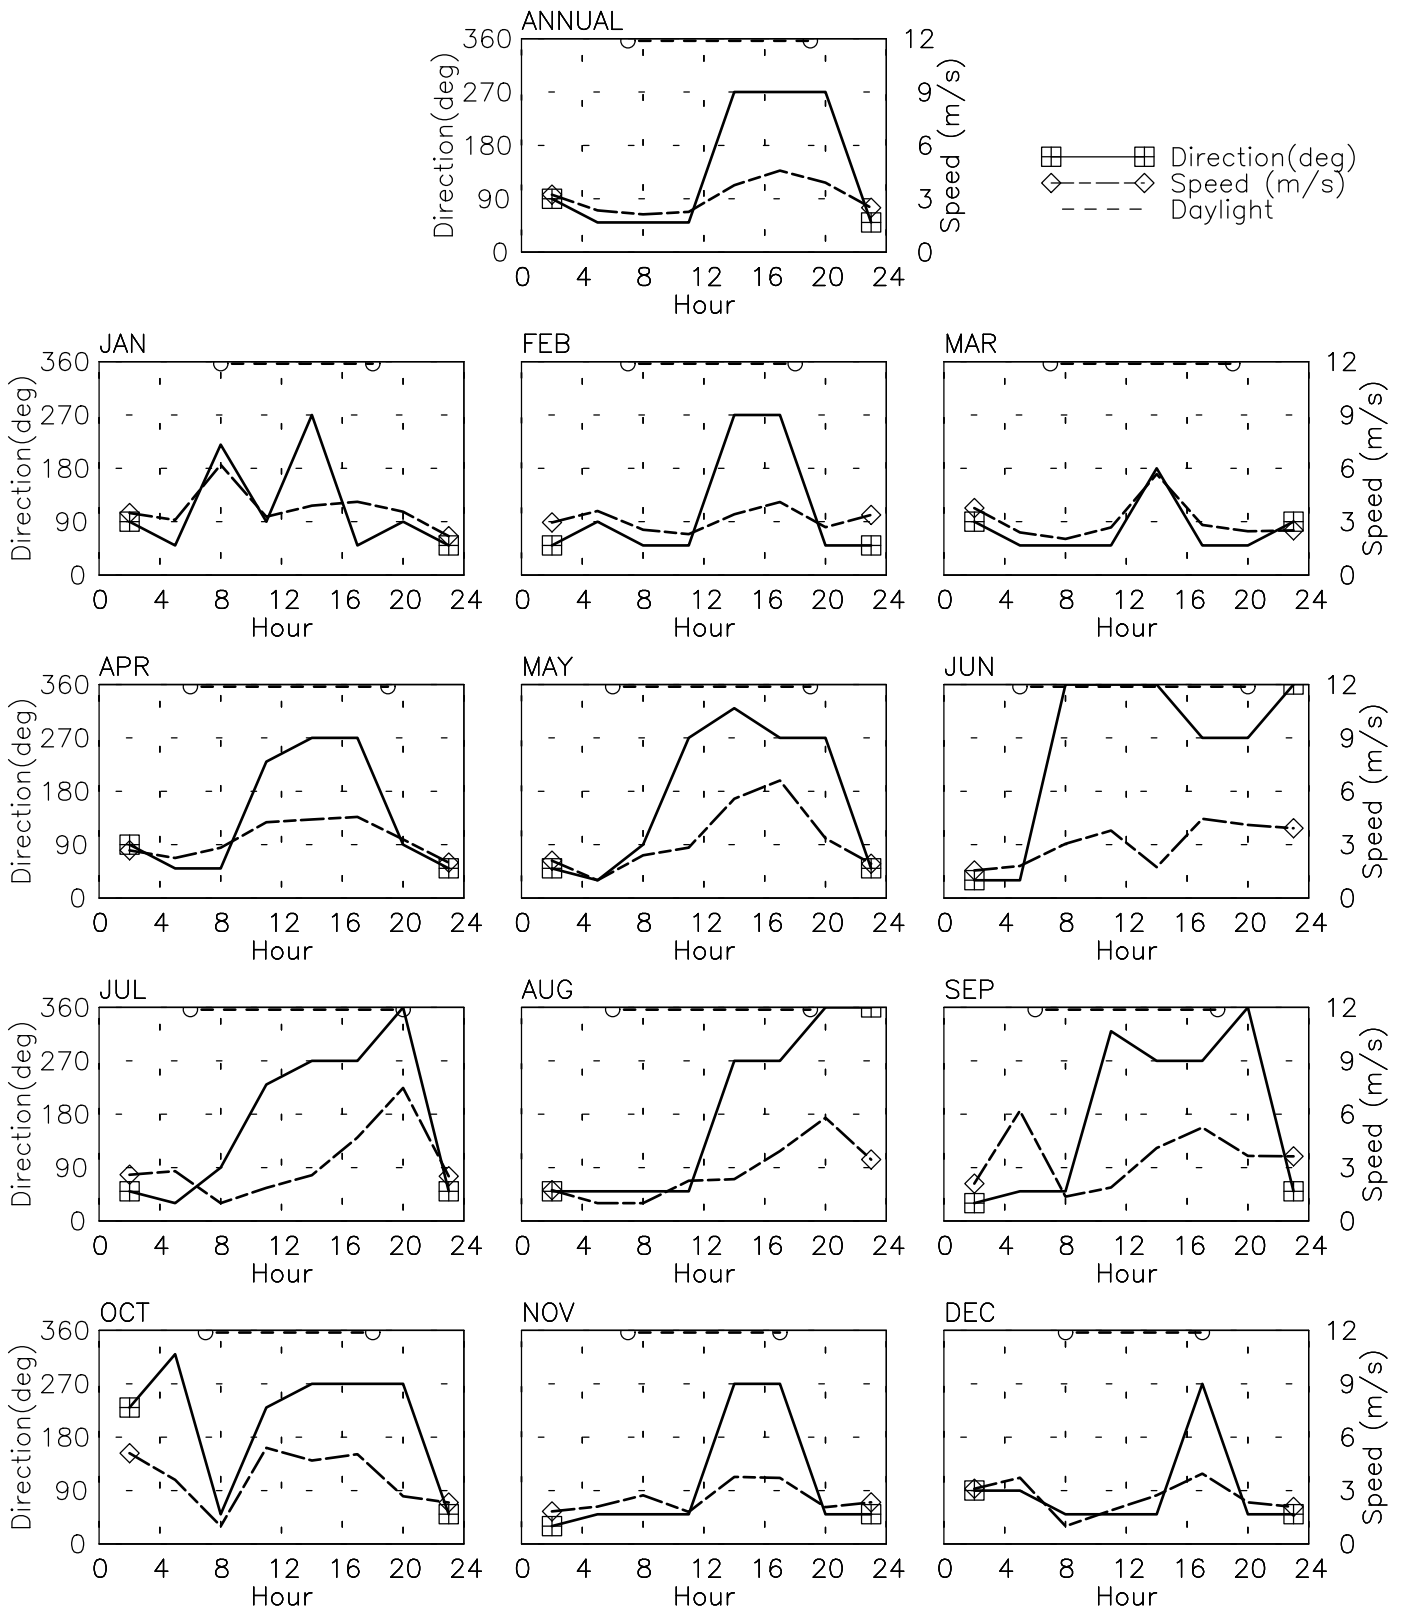 ANNUAL
360 270 180 90 0
Direction(deg)
12 9 6 3 0
Speed (m/s)
0 4 8 12 16 20 24
Hour
Direction(deg)
Speed (m/s)
Daylight
JAN FEB MAR
360 270 180 90 0
Direction(deg)
12 9 6 3 0
Speed (m/s)
0 4 8 12 16 20 24 0 4 8 12 16 20 24 0 4 8 12 16 20 24
Hour Hour Hour
APR MAY JUN
360 270 180 90 0
Direction(deg)
12 9 6 3 0
Speed (m/s)
0 4 8 12 16 20 24 0 4 8 12 16 20 24 0 4 8 12 16 20 24
Hour Hour Hour
JUL AUG SEP
360 270 180 90 0
Direction(deg)
12 9 6 3 0
Speed (m/s)
0 4 8 12 16 20 24 0 4 8 12 16 20 24 0 4 8 12 16 20 24
Hour Hour Hour
OCT NOV DEC
360 270 180 90 0
Direction(deg)
12 9 6 3 0
Speed (m/s)
0 4 8 12 16 20 24 0 4 8 12 16 20 24 0 4 8 12 16 20 24
Hour Hour Hour